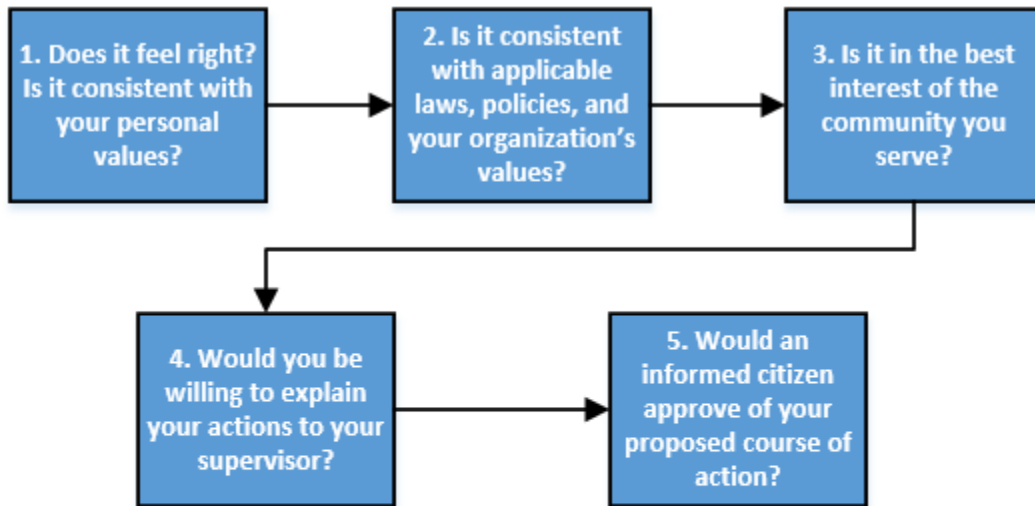 1. Does it feel right?
Is it consistent with
your personal
values?
2. Is it consistent
with applicable
laws, policies, and
your organization’s
values?
3. Is it in the best
interest of the
community you
serve?
4. Would you be
willing to explain
your actions to your
supervisor?
5. Would an
informed citizen
approve of your
proposed course of
action?